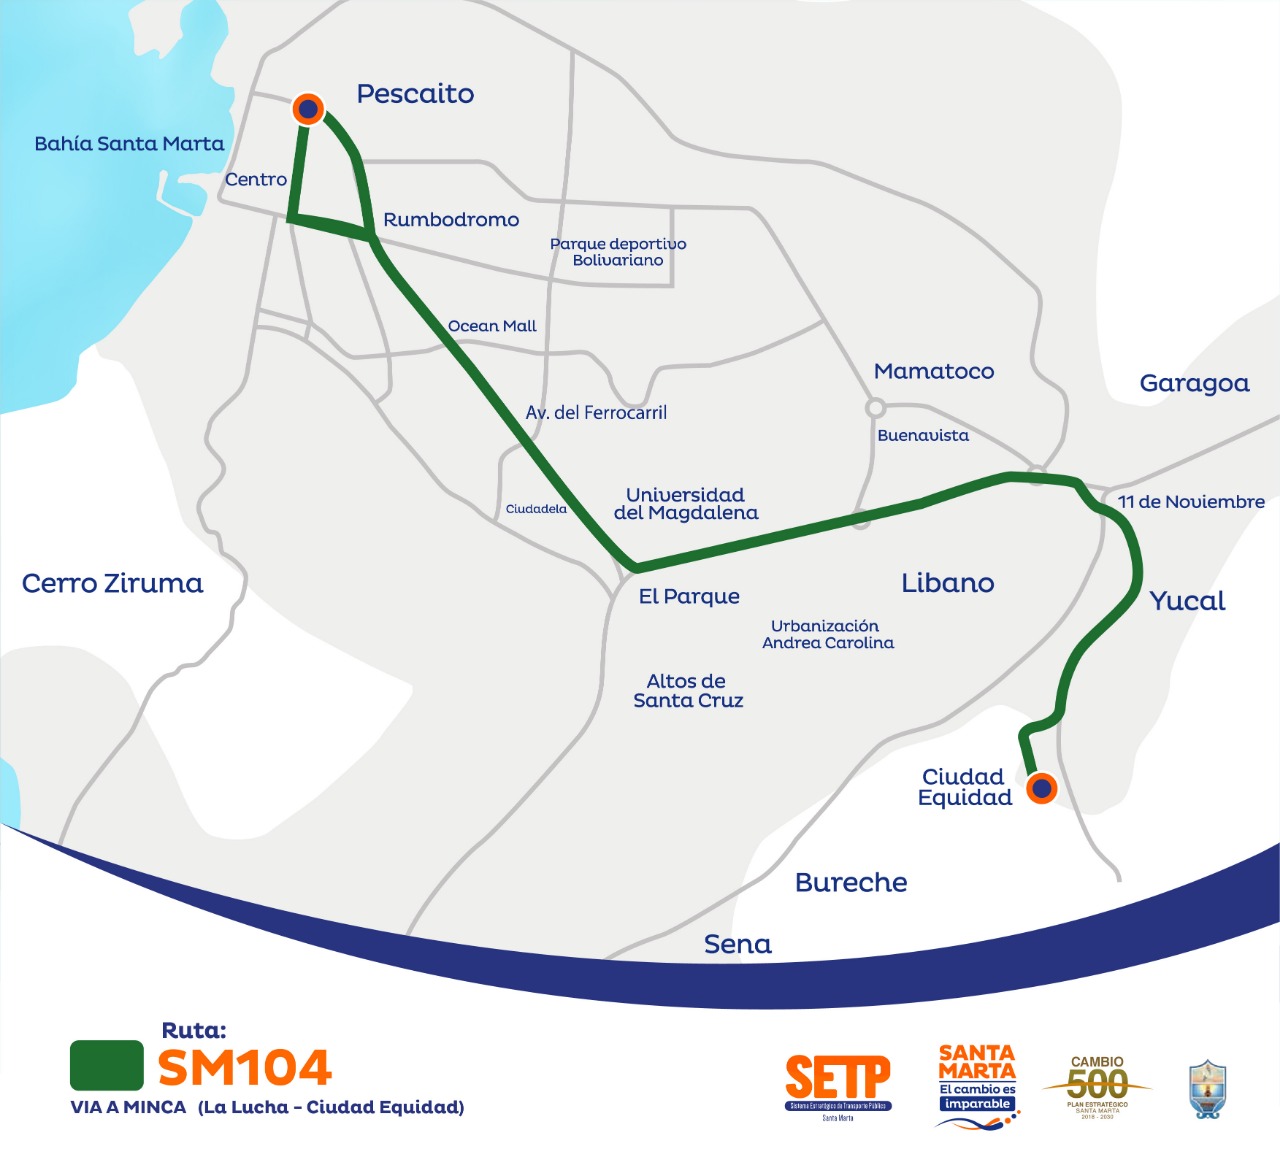 Pescaito
Bahía Santa Marta
Centro
Rumbodromo
Parque deportivo
Bolivariano
Ocean Mall
Mamatoco
Garagoa
Av. del Ferrocarril
Buenavista
Universidad
del Magdalena
11 de Noviembre
Ciudadela
Cerro Ziruma
El Parque
Libano
Yucal
Urbanización
Andrea Carolina
Altos de
Santa Cruz
Ciudad
Equidad
Bureche
Sena
Ruta:
SM104
VIA A MINCA (La Lucha - Ciudad Equidad)
SETP
Sistema Estratégico de Transporte Público
Santa Marta
SANTA
MARTA
El cambio es
imparable
CAMBIO
500
PLAN ESTRATÉGICO
SANTA MARTA
2018 - 2030